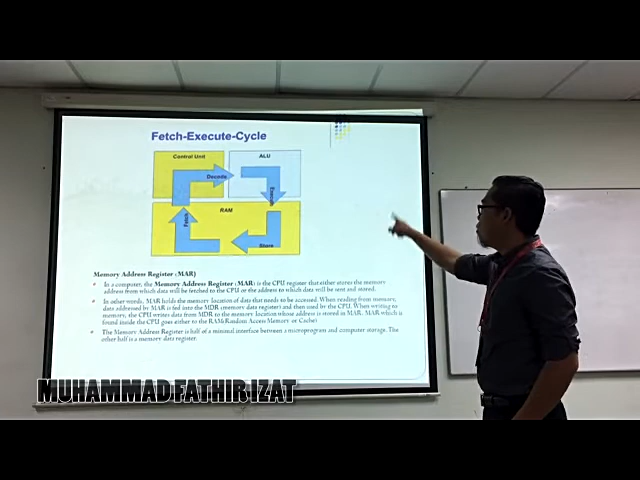 Fetch-Execute-Cycle
Control Unit
ALU
Decode
Execute
RAM
Fetch
Store
Memory Address Register (MAR)
In a computer, the Memory Address Register (MAR) is the CPU register that either stores the memory
address from which data will be fetched to the CPU or the address to which data will be sent and stored.
In other words, MAR holds the memory location of data that needs to be accessed. When reading from memory,
data addressed by MAR is fed into the MDR (memory data register) and then used by the CPU. When writing to
memory, the CPU writes data from MDR to the memory location whose address is stored in MAR. MAR which is
found inside the CPU goes either to the RAM(Random Access Memory or Cache)
The Memory Address Register is half of a minimal interface between a microprogram and computer storage. The
other half is a memory data register.
MUHAMMAD FATHIR IZAT